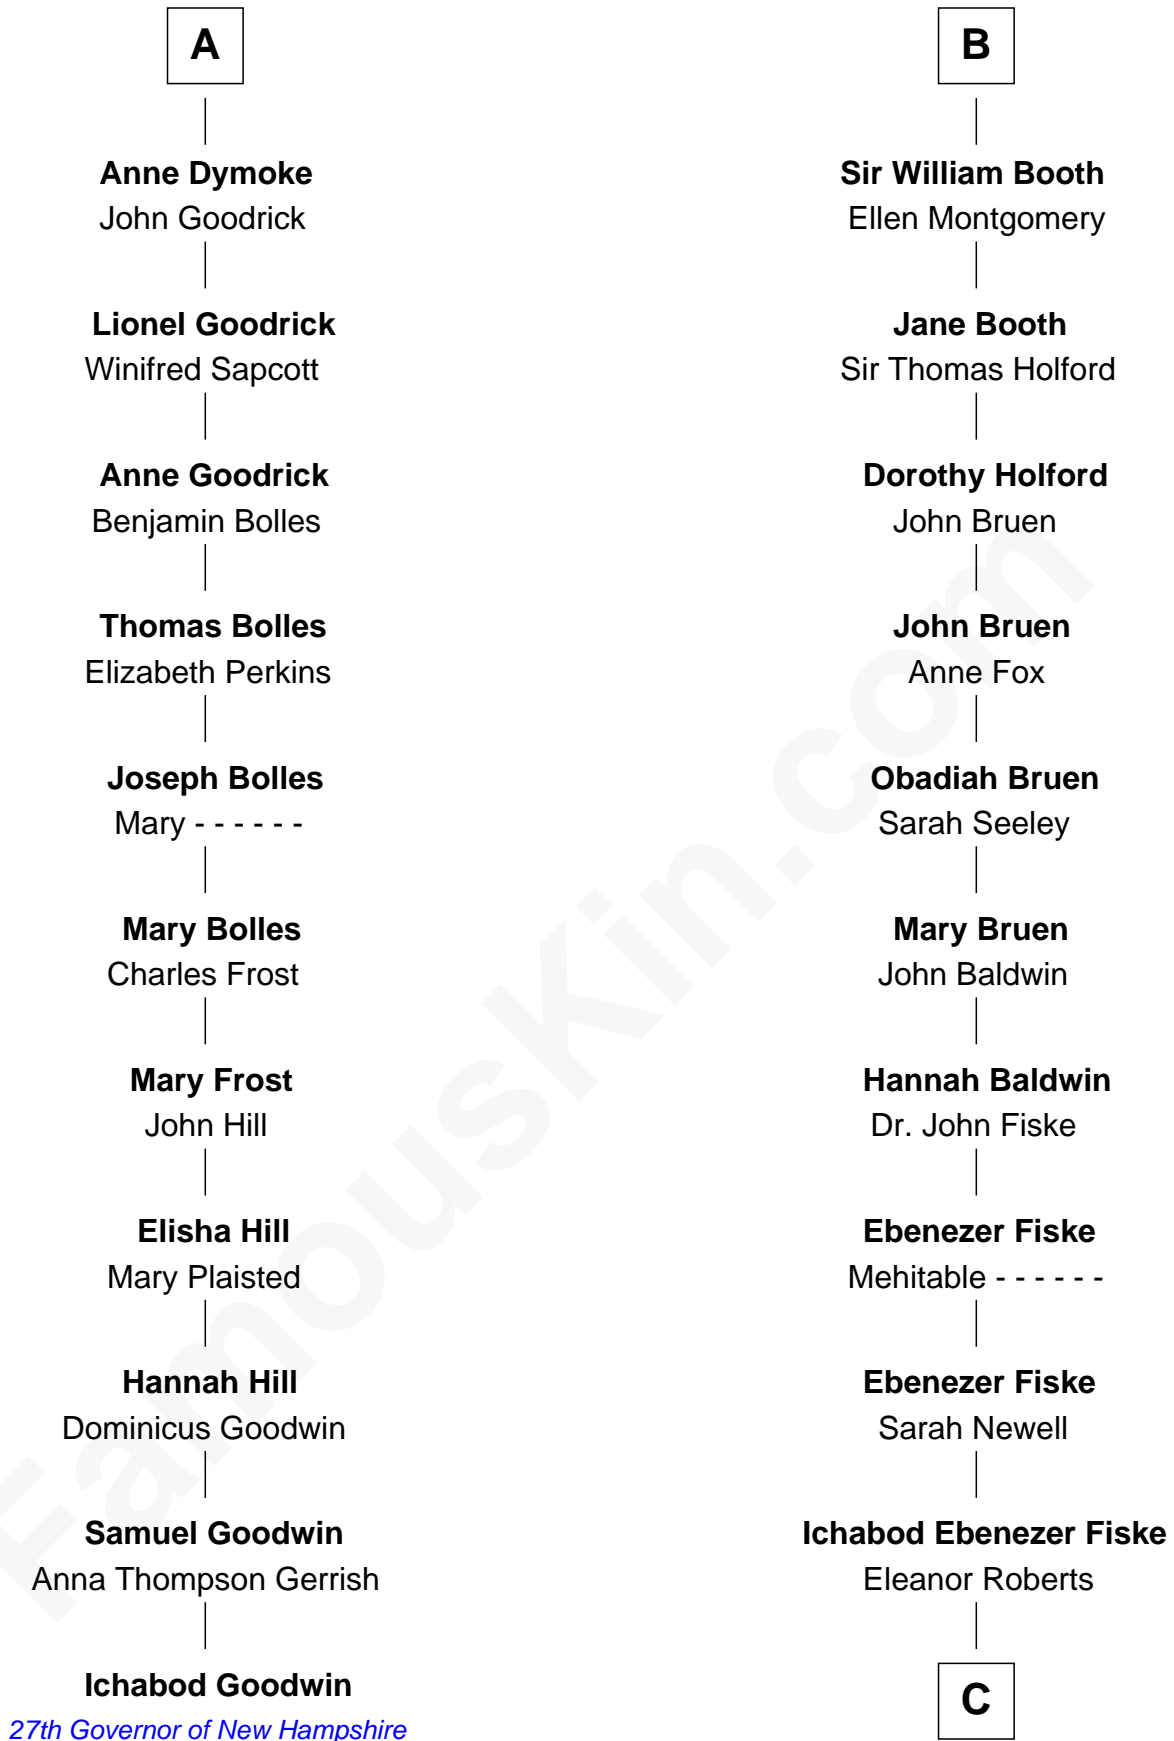 A
Anne Dymoke
John Goodrick
Lionel Goodrick
Winifred Sapcott
Anne Goodrick
Benjamin Bolles
Thomas Bolles
Elizabeth Perkins
Joseph Bolles
Mary - - - - - -
Mary Bolles
Charles Frost
Mary Frost
John Hill
Elisha Hill
Mary Plaisted
Hannah Hill
Dominicus Goodwin
Samuel Goodwin
Anna Thompson Gerrish
Ichabod Goodwin
27th Governor of New Hampshire
B
Sir William Booth
Ellen Montgomery
Jane Booth
Sir Thomas Holford
Dorothy Holford
John Bruen
John Bruen
Anne Fox
Obadiah Bruen
Sarah Seeley
Mary Bruen
John Baldwin
Hannah Baldwin
Dr. John Fiske
Ebenezer Fiske
Mehitable - - - - - -
Ebenezer Fiske
Sarah Newell
Ichabod Ebenezer Fiske
Eleanor Roberts
C
FamousKin.com